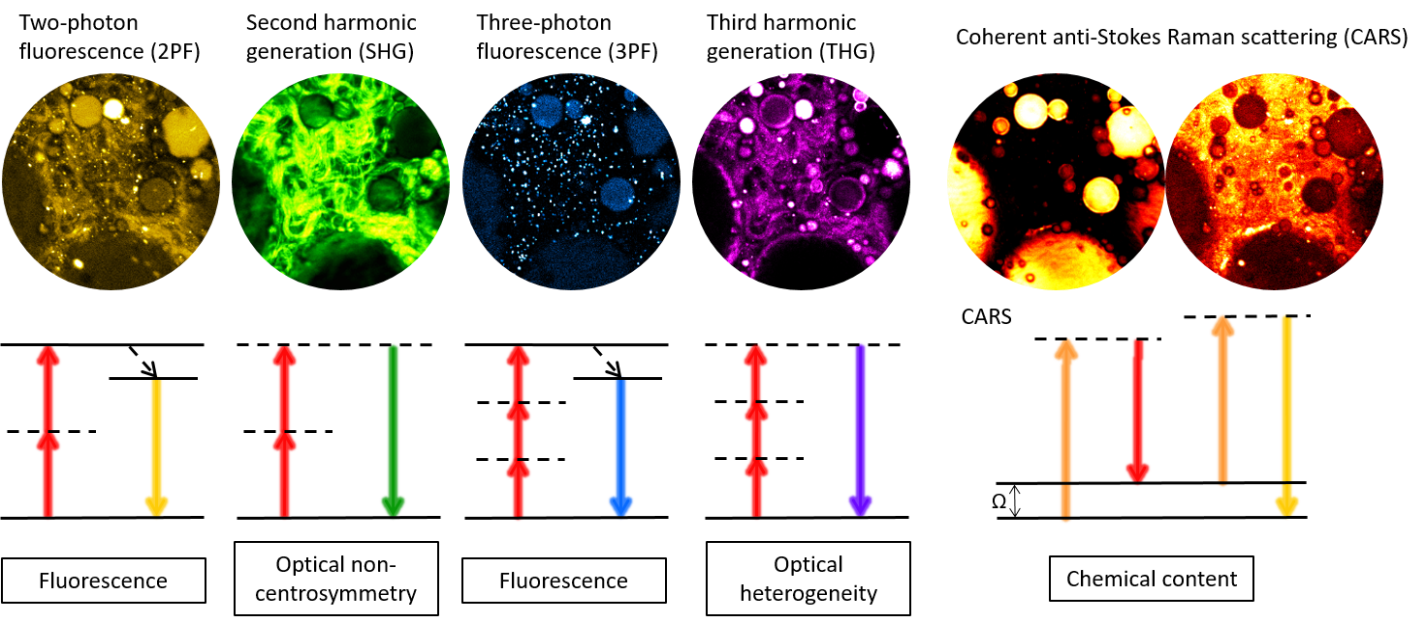 Two-photon
fluorescence (2PF)
Second harmonic
generation (SHG)
Three-photon
fluorescence (3PF)
Third harmonic
generation (THG)
Coherent anti-Stokes Raman scattering (CARS)
CARS
Ω
Fluorescence
Optical non-
centrosymmetry
Fluorescence
Optical
heterogeneity
Chemical content